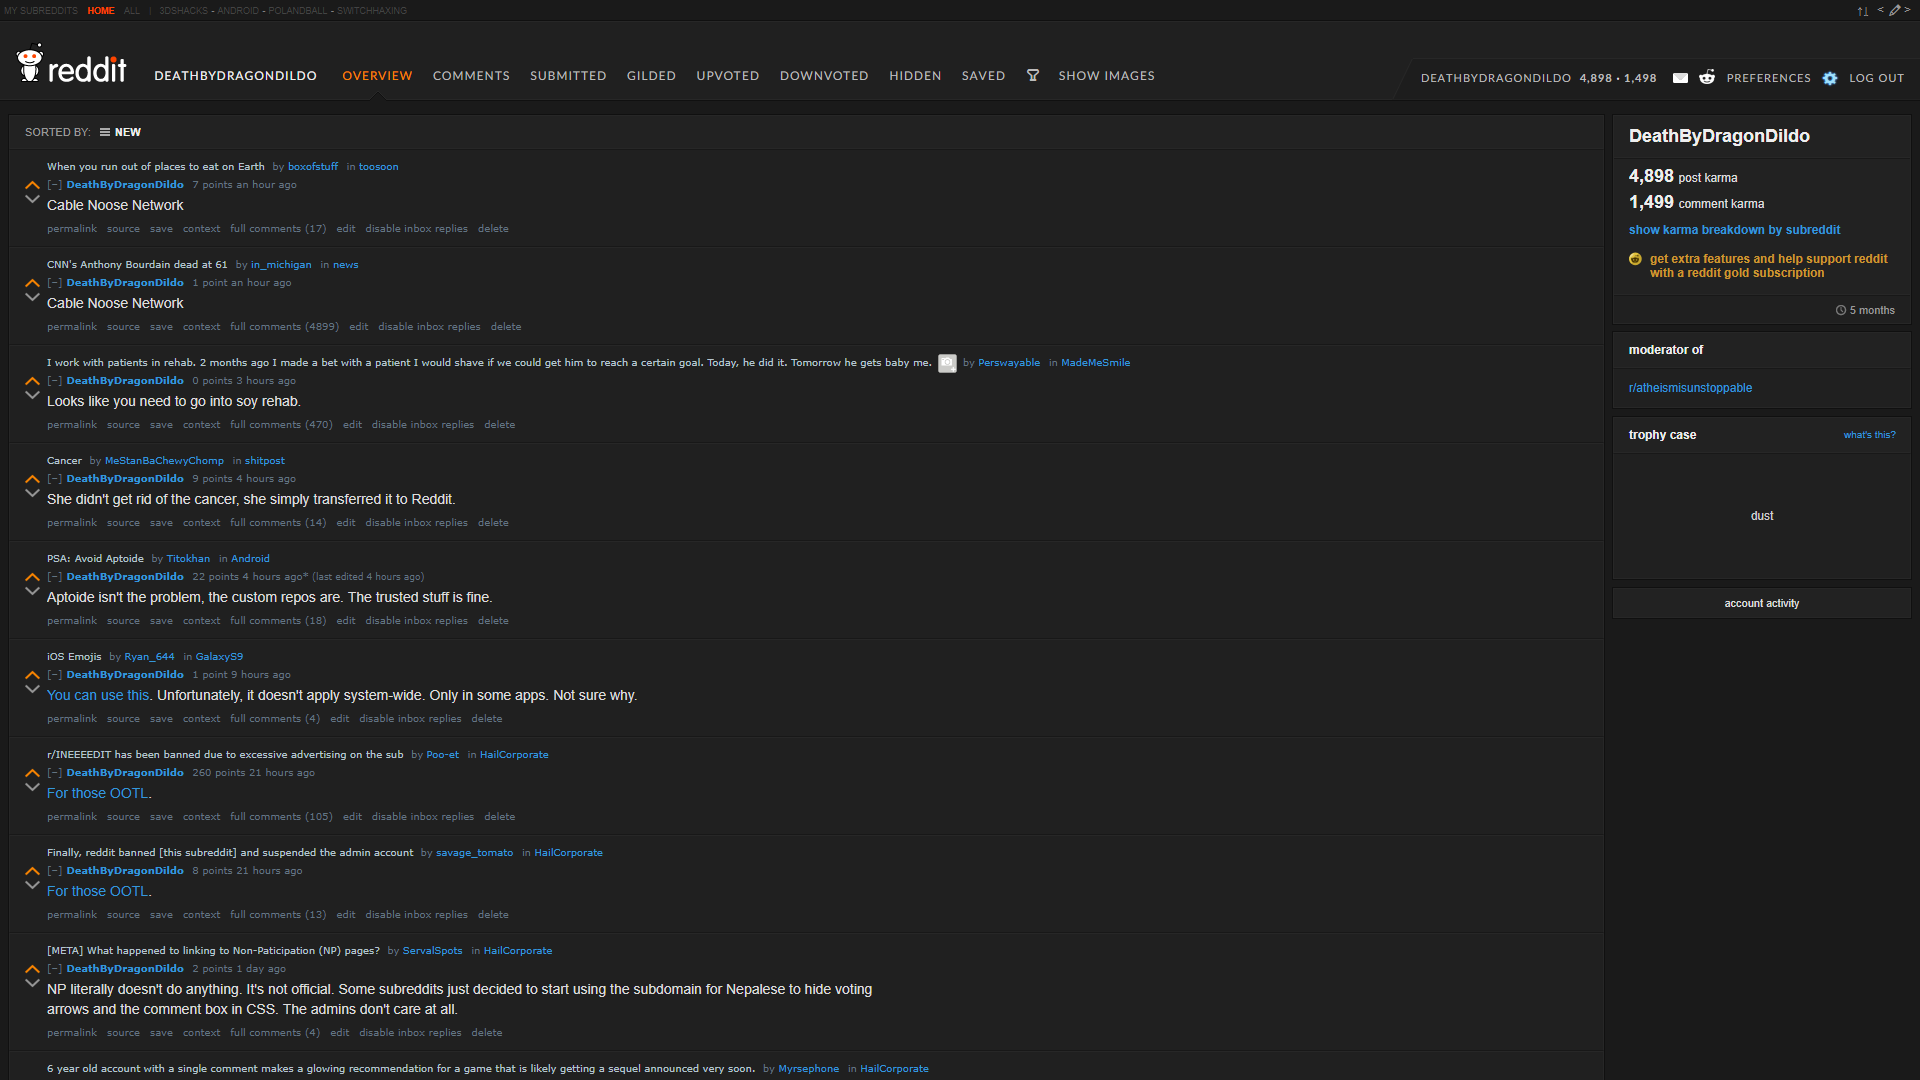 MY SUBREDDITS HOME ALL | 3DSHACKS - ANDROID - POLANDBALL - SWITCHHAXING
reddit DEATHBYDRAGONDILDO OVERVIEW COMMENTS SUBMITTED GILDED UPVOTED DOWNVOTED HIDDEN SAVED SHOW IMAGES
DEATHBYDRAGONDILDO 4,898 · 1,498 PREFERENCES LOG OUT
SORTED BY: NEW
When you run out of places to eat on Earth by boxofstuff in toosoon
[–] DeathByDragonDildo 7 points an hour ago
Cable Noose Network
permalink source save context full comments (17) edit disable inbox replies delete
CNN's Anthony Bourdain dead at 61 by in_michigan in news
[–] DeathByDragonDildo 1 point an hour ago
Cable Noose Network
permalink source save context full comments (4899) edit disable inbox replies delete
I work with patients in rehab. 2 months ago I made a bet with a patient I would shave if we could get him to reach a certain goal. Today, he did it. Tomorrow he gets baby me. by Perswayable in MadeMeSmile
[–] DeathByDragonDildo 0 points 3 hours ago
Looks like you need to go into soy rehab.
permalink source save context full comments (470) edit disable inbox replies delete
Cancer by MeStanBaChewyChomp in shitpost
[–] DeathByDragonDildo 9 points 4 hours ago
She didn't get rid of the cancer, she simply transferred it to Reddit.
permalink source save context full comments (14) edit disable inbox replies delete
PSA: Avoid Aptoide by Titokhan in Android
[–] DeathByDragonDildo 22 points 4 hours ago* (last edited 4 hours ago)
Aptoide isn't the problem, the custom repos are. The trusted stuff is fine.
permalink source save context full comments (18) edit disable inbox replies delete
iOS Emojis by Ryan_644 in GalaxyS9
[–] DeathByDragonDildo 1 point 9 hours ago
You can use this. Unfortunately, it doesn't apply system-wide. Only in some apps. Not sure why.
permalink source save context full comments (4) edit disable inbox replies delete
r/INEEEEDIT has been banned due to excessive advertising on the sub by Poo-et in HailCorporate
[–] DeathByDragonDildo 260 points 21 hours ago
For those OOTL.
permalink source save context full comments (105) edit disable inbox replies delete
Finally, reddit banned [this subreddit] and suspended the admin account by savage_tomato in HailCorporate
[–] DeathByDragonDildo 8 points 21 hours ago
For those OOTL.
permalink source save context full comments (13) edit disable inbox replies delete
[META] What happened to linking to Non-Paticipation (NP) pages? by ServalSpots in HailCorporate
[–] DeathByDragonDildo 2 points 1 day ago
NP literally doesn't do anything. It's not official. Some subreddits just decided to start using the subdomain for Nepalese to hide voting
arrows and the comment box in CSS. The admins don't care at all.
permalink source save context full comments (4) edit disable inbox replies delete
6 year old account with a single comment makes a glowing recommendation for a game that is likely getting a sequel announced very soon. by Myrsephone in HailCorporate
DeathByDragonDildo
4,898 post karma
1,499 comment karma
show karma breakdown by subreddit
get extra features and help support reddit
with a reddit gold subscription
5 months
moderator of
r/atheismisunstoppable
trophy case what's this?
dust
account activity